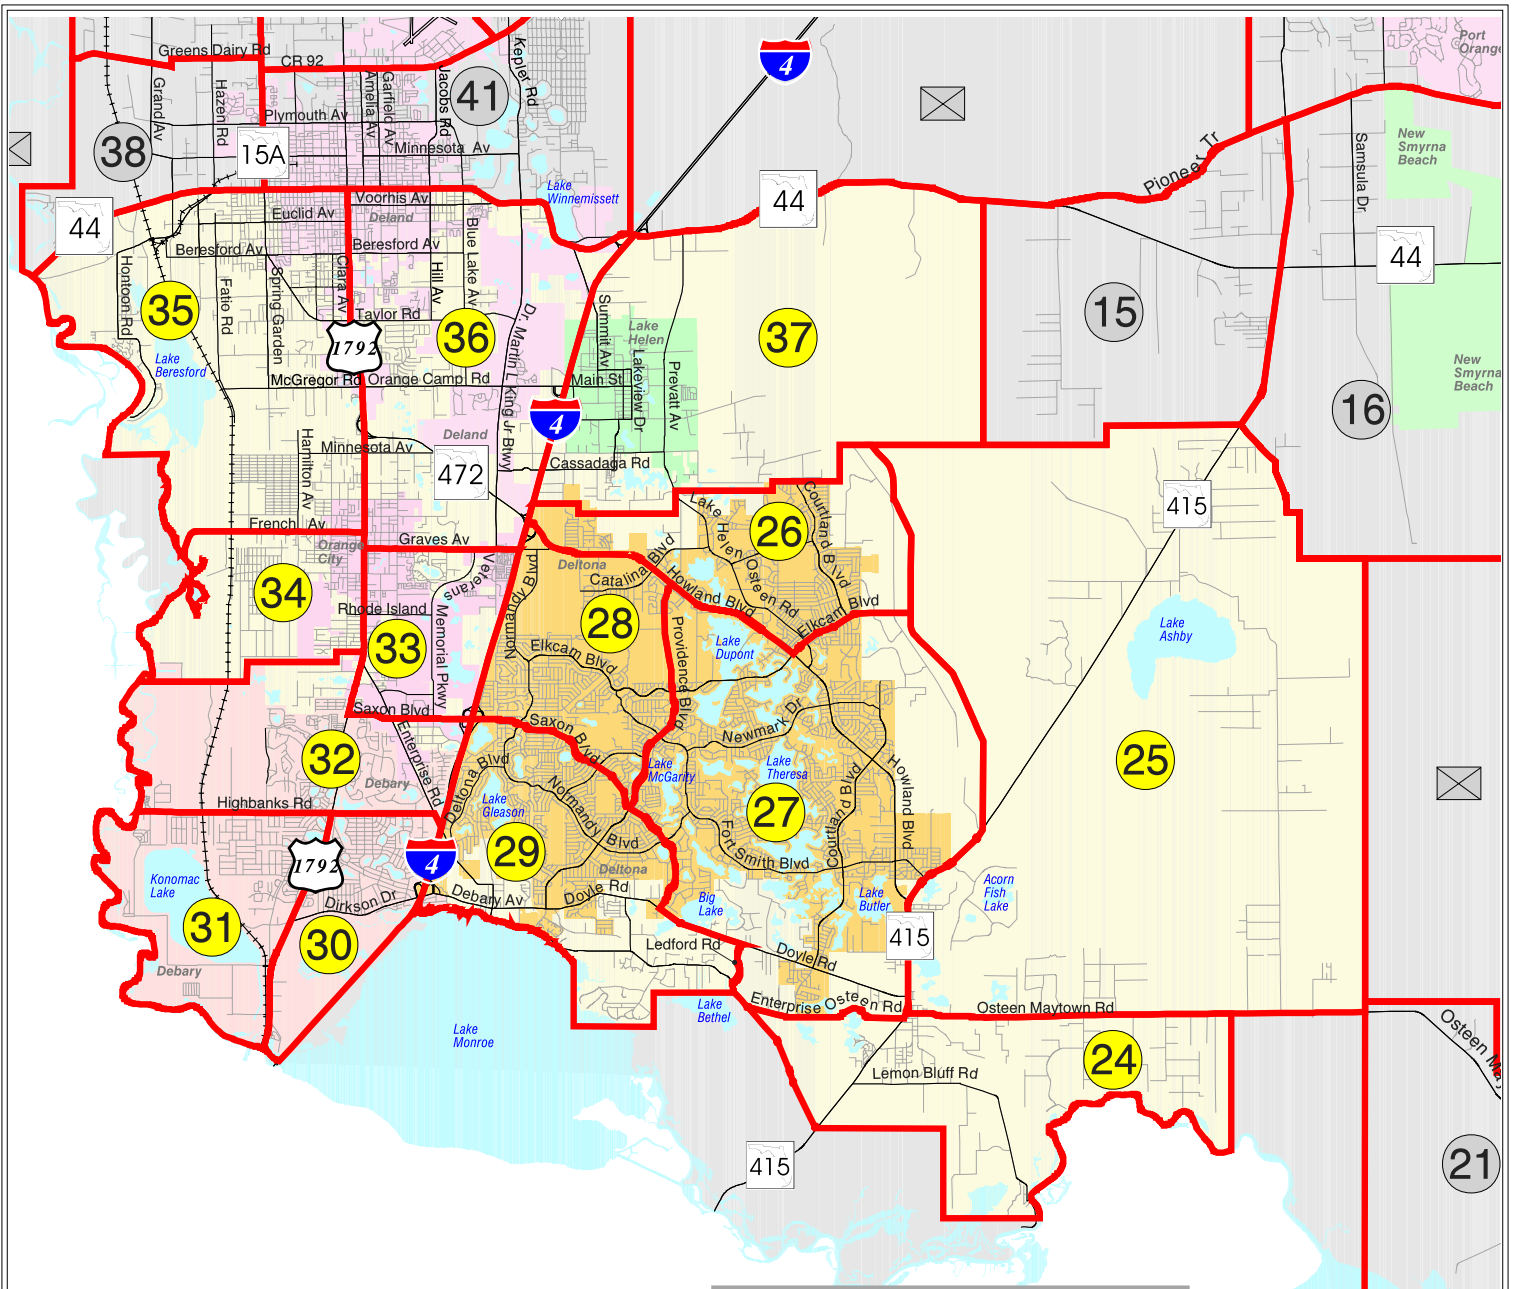 Greens Dairy Rd
CR 92
Kepler Rd
4
Port
Orange
Grand Av
Hazen Rd
Amelia Av
Garfield Av
Jacobs Rd
41
Plymouth Av
38
15A
Minnesota Av
Pioneer Tr
Samsula Dr
New
Smyrna
Beach
Lake
Winnemissett
44
Voorhis Av
Euclid Av
Deland
44
Beresford Av
Beresford Av
Blue Lake Av
44
Hontoon Rd
Fatio Rd
Spring Garden
Clara Av
Hill Av
35
Taylor Rd
36
Dr. Martin L King Jr Btwy
Summit Av
Lake
Helen
37
15
1792
Lake
Beresford
Lakeview Dr
Prevatt Av
New
Smyrna
Beach
McGregor Rd
Orange Camp Rd
Main St
16
4
Hamilton Av
Minnesota Av
Deland
472
Cassadaga Rd
415
French Av
Orange
City
Graves Av
Lake Helen Osteen Rd
26
Courtland Blvd
Veterans
Memorial Pkwy
Normandy Blvd
Deltona
Catalina Blvd
Howland Blvd
34
Rhode Island
28
Elkcam Blvd
33
Elkcam Blvd
Providence Blvd
Lake
Dupont
Lake
Ashby
Saxon Blvd
Saxon Blvd
Newmark Dr
32
Enterprise Rd
Debary
Deltona Blvd
Lake
McGarity
Lake
Theresa
25
Howland Blvd
Highbanks Rd
Lake
Gleason
Normandy Blvd
27
Courtland Blvd
1792
4
29
Fort Smith Blvd
Konomac
Lake
Deltona
Dirkson Dr
Debary Av
Doyle Rd
Big
Lake
Lake
Butler
Acorn
Fish
Lake
31
30
Ledford Rd
415
Debary
Doyle Rd
Enterprise Osteen Rd
Osteen Maytown Rd
Lake
Bethel
Lake
Monroe
24
Lemon Bluff Rd
415
21